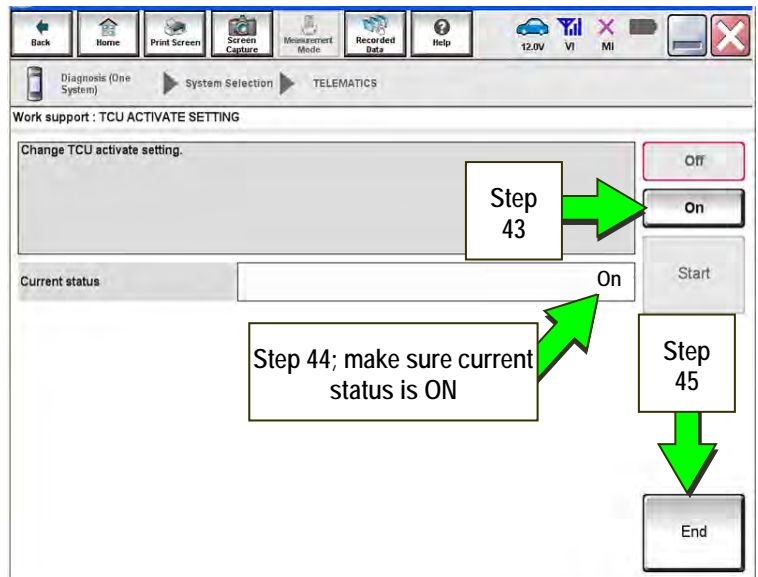 Back
Home
Print Screen
Screen
Capture
Measurement
Mode
Recorded
Data
Help
12.0V
VI
MI
Diagnosis (One
System)
System Selection
TELEMATICS
Work support : TCU ACTIVATE SETTING
Change TCU activate setting.
Off
Step
43
On
Current status
On
Start
Step 44; make sure current
status is ON
Step
45
End